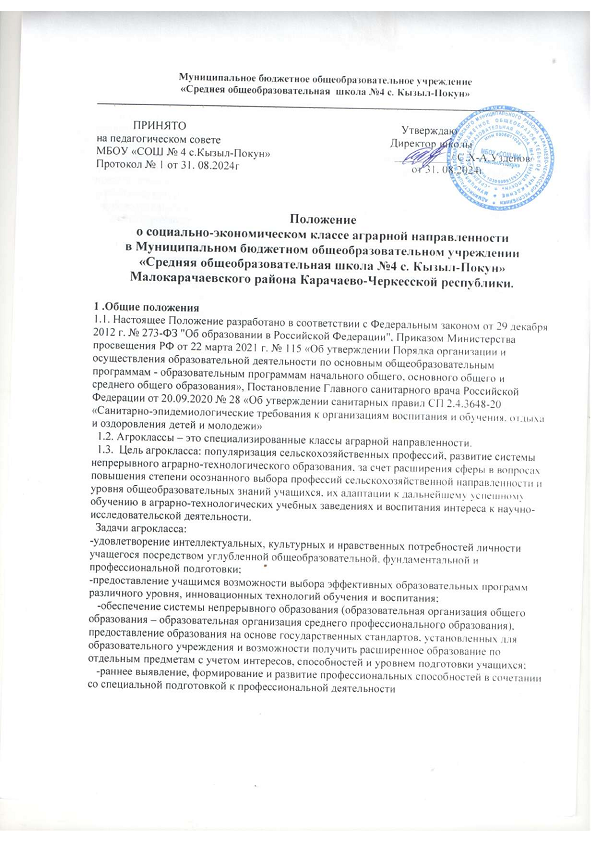 Муниципальное бюджетное общеобразовательное учреждение
«Средняя общеобразовательная школа №4 с. Кызыл-Покун»
ПРИНЯТО
на педагогическом совете
МБОУ «СОШ № 4 с.Кызыл-Покун»
Протокол № 1 от 31. 08.2024г
Утверждаю
Директор школы
С.Х-А.Узденов
от 31. 08.2024г.
Положение
о социально-экономическом классе аграрной направленности
в Муниципальном бюджетном общеобразовательном учреждении
«Средняя общеобразовательная школа №4 с. Кызыл-Покун»
Малокарачаевского района Карачаево-Черкесской республики.
1 .Общие положения
1.1. Настоящее Положение разработано в соответствии с Федеральным законом от 29 декабря
2012 г. № 273-ФЗ "Об образовании в Российской Федерации", Приказом Министерства
просвещения РФ от 22 марта 2021 г. № 115 «Об утверждении Порядка организации и
осуществления образовательной деятельности по основным общеобразовательным
программам - образовательным программам начального общего, основного общего и
среднего общего образования», Постановление Главного санитарного врача Российской
Федерации от 20.09.2020 № 28 «Об утверждении санитарных правил СП 2.4.3648-20
«Санитарно-эпидемиологические требования к организациям воспитания и обучения, отдыха
и оздоровления детей и молодежи»
1.2. Агроклассы – это специализированные классы аграрной направленности.
1.3. Цель агрокласса: популяризация сельскохозяйственных профессий, развитие системы
непрерывного аграрно-технологического образования, за счет расширения сферы в вопросах
повышения степени осознанного выбора профессий сельскохозяйственной направленности и
уровня общеобразовательных знаний учащихся, их адаптации к дальнейшему успешному
обучению в аграрно-технологических учебных заведениях и воспитания интереса к научно-
исследовательской деятельности.
Задачи агрокласса:
-удовлетворение интеллектуальных, культурных и нравственных потребностей личности
учащегося посредством углубленной общеобразовательной, фундаментальной и
профессиональной подготовки;
-предоставление учащимся возможности выбора эффективных образовательных программ
различного уровня, инновационных технологий обучения и воспитания;
-обеспечение системы непрерывного образования (образовательная организация общего
образования – образовательная организация среднего профессионального образования),
предоставление образования на основе государственных стандартов, установленных для
образовательного учреждения и возможности получить расширенное образование по
отдельным предметам с учетом интересов, способностей и уровнем подготовки учащихся;
-раннее выявление, формирование и развитие профессиональных способностей в сочетании
со специальной подготовкой к профессиональной деятельности